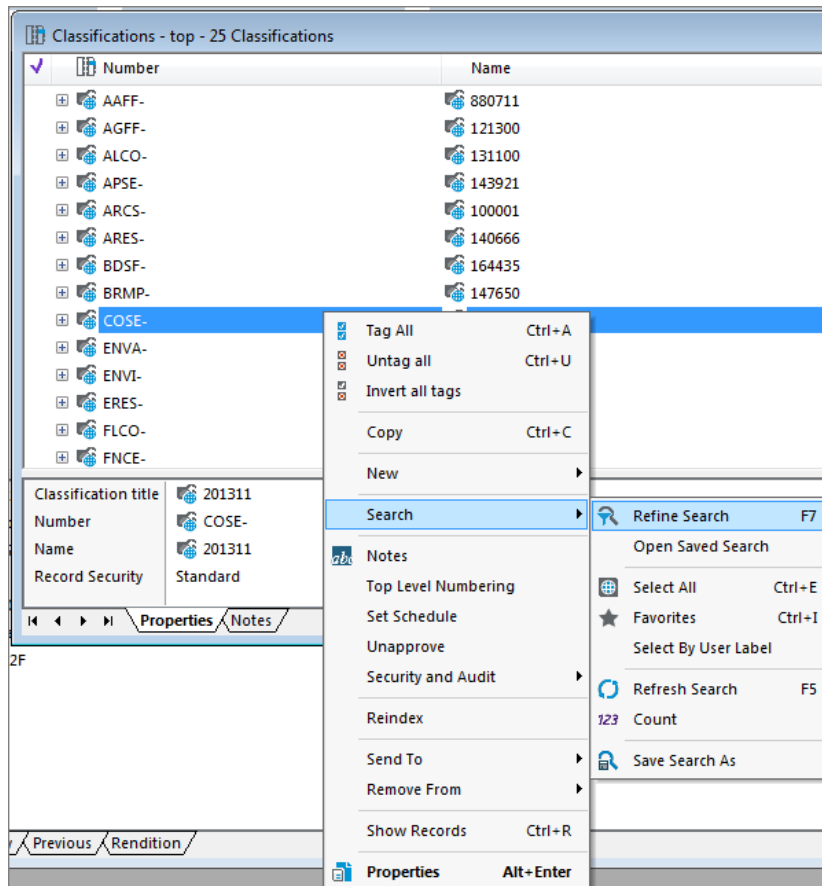 Classifications - top - 25 Classifications
Number Name
AAFF- 880711
AGFF- 121300
ALCO- 131100
APSE- 143921
ARCS- 100001
ARES- 140666
BDSF- 164435
BRMP- 147650
COSE-
ENVA-
ENVI-
ERES-
FLCO-
FNCE-
Classification title 201311
Number COSE-
Name 201311
Record Security Standard
Properties Notes
2F
Previous Rendition
Tag All Ctrl+A
Untag all Ctrl+U
Invert all tags
Copy Ctrl+C
New
Search
abc Notes
Top Level Numbering
Set Schedule
Unapprove
Security and Audit
Reindex
Send To
Remove From
Show Records Ctrl+R
Properties Alt+Enter
Refine Search F7
Open Saved Search
Select All Ctrl+E
Favorites Ctrl+I
Select By User Label
Refresh Search F5
123 Count
Save Search As